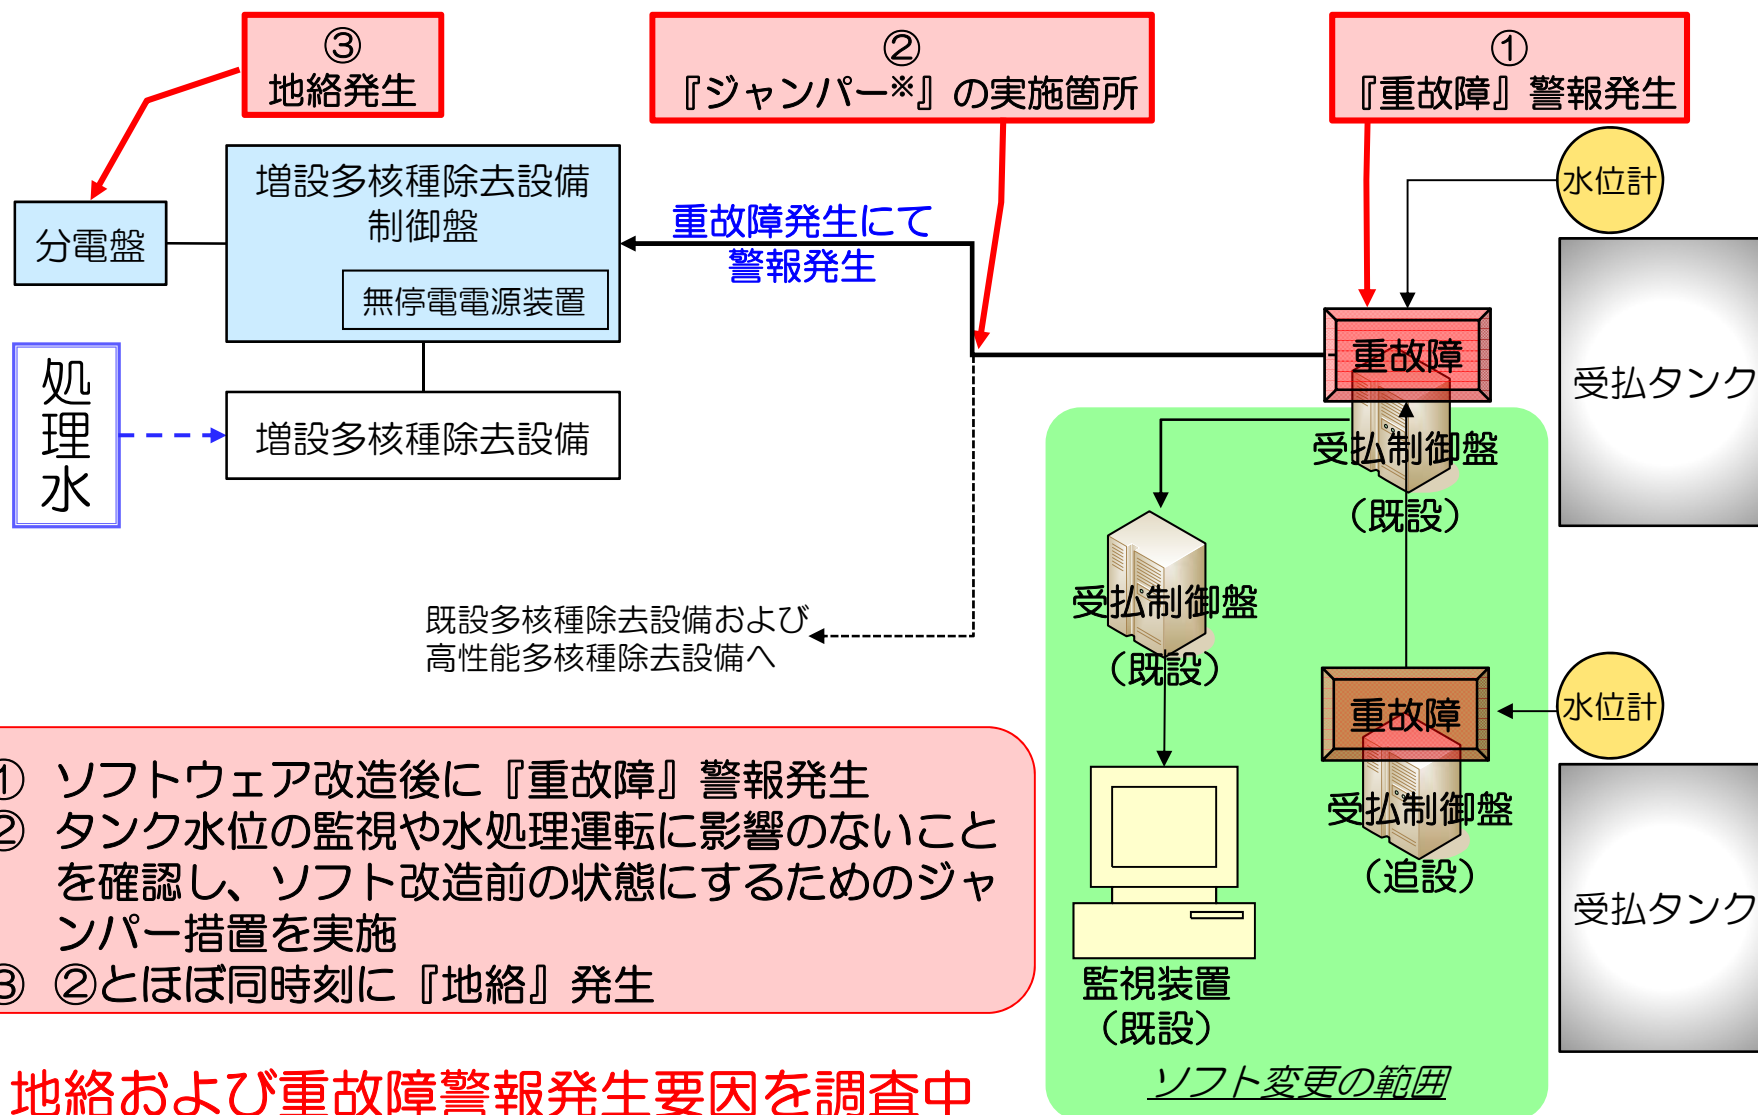 ③
地絡発生
②
『ジャンパー※』の実施箇所
①
『重故障』警報発生
水位計
増設多核種除去設備
制御盤
無停電電源装置
分電盤
重故障発生にて
警報発生
重故障
受払タンク
処
理
水
増設多核種除去設備
受払制御盤
（既設）
受払制御盤
（既設）
既設多核種除去設備および
高性能多核種除去設備へ
重故障
水位計
受払制御盤
（追設）
受払タンク
監視装置
（既設）
ソフト変更の範囲
① ソフトウェア改造後に『重故障』警報発生
② タンク水位の監視や水処理運転に影響のないこと
を確認し、ソフト改造前の状態にするためのジャ
ンパー措置を実施
③ ②とほぼ同時刻に『地絡』発生
地絡および重故障警報発生要因を調査中